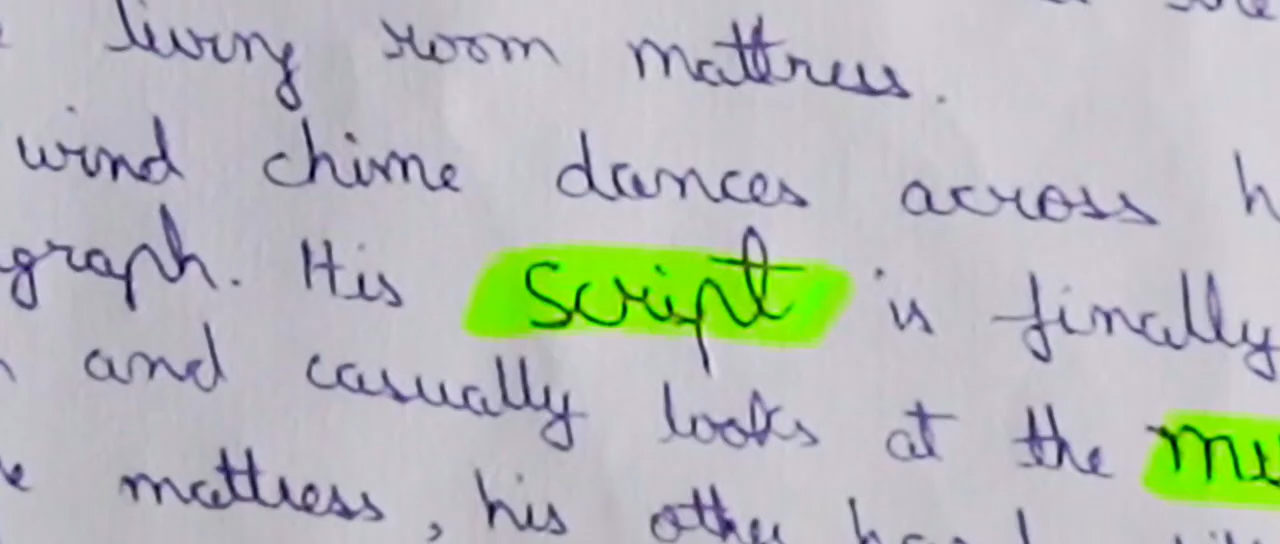 living room mattress.
wind chime dances across
graph. His script is finally
and casually looks at the
mattress, his other